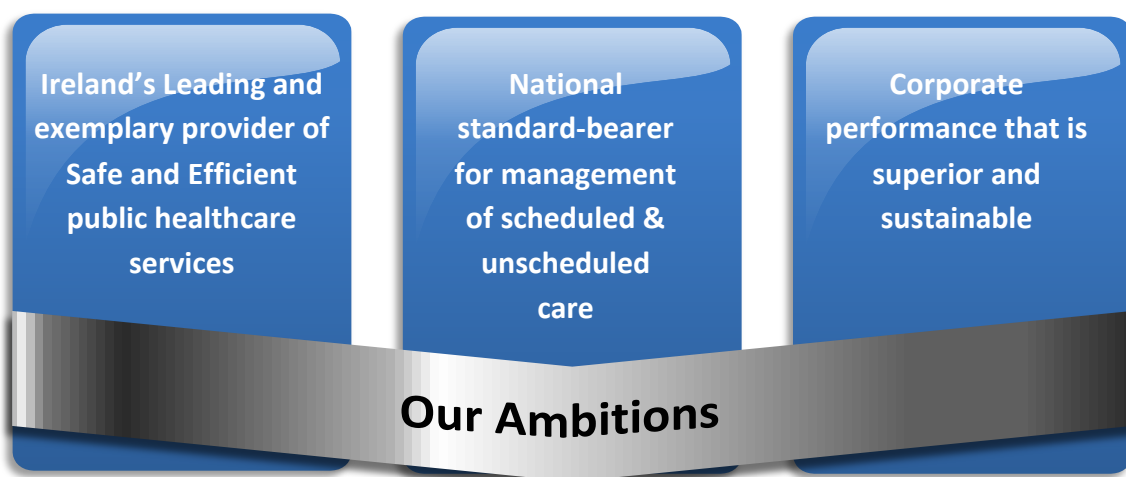 Ireland’s Leading and
exemplary provider of
Safe and Efficient
public healthcare
services
National
standard-bearer
for management
of scheduled &
unscheduled
care
Corporate
performance that is
superior and
sustainable
Our Ambitions